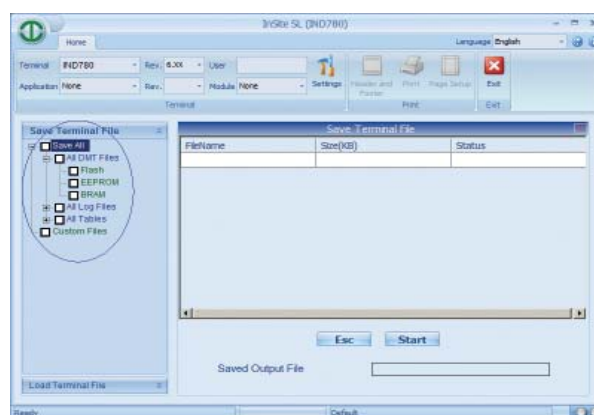 InSite SL (IND780)
Home
Language English
Terminal IND780 Rev. 6.XX User
Application None Rev. Module None
Settings
Header and Footer
Print
Page Setup
Exit
Terminal
Print
Exit
Save Terminal File
Save All
All DMT Files
Flash
EEPROM
BRAM
All Log Files
All Tables
Custom Files
Load Terminal File
Save Terminal File
FileName Size(KB) Status
Esc Start
Saved Output File
Ready
Default